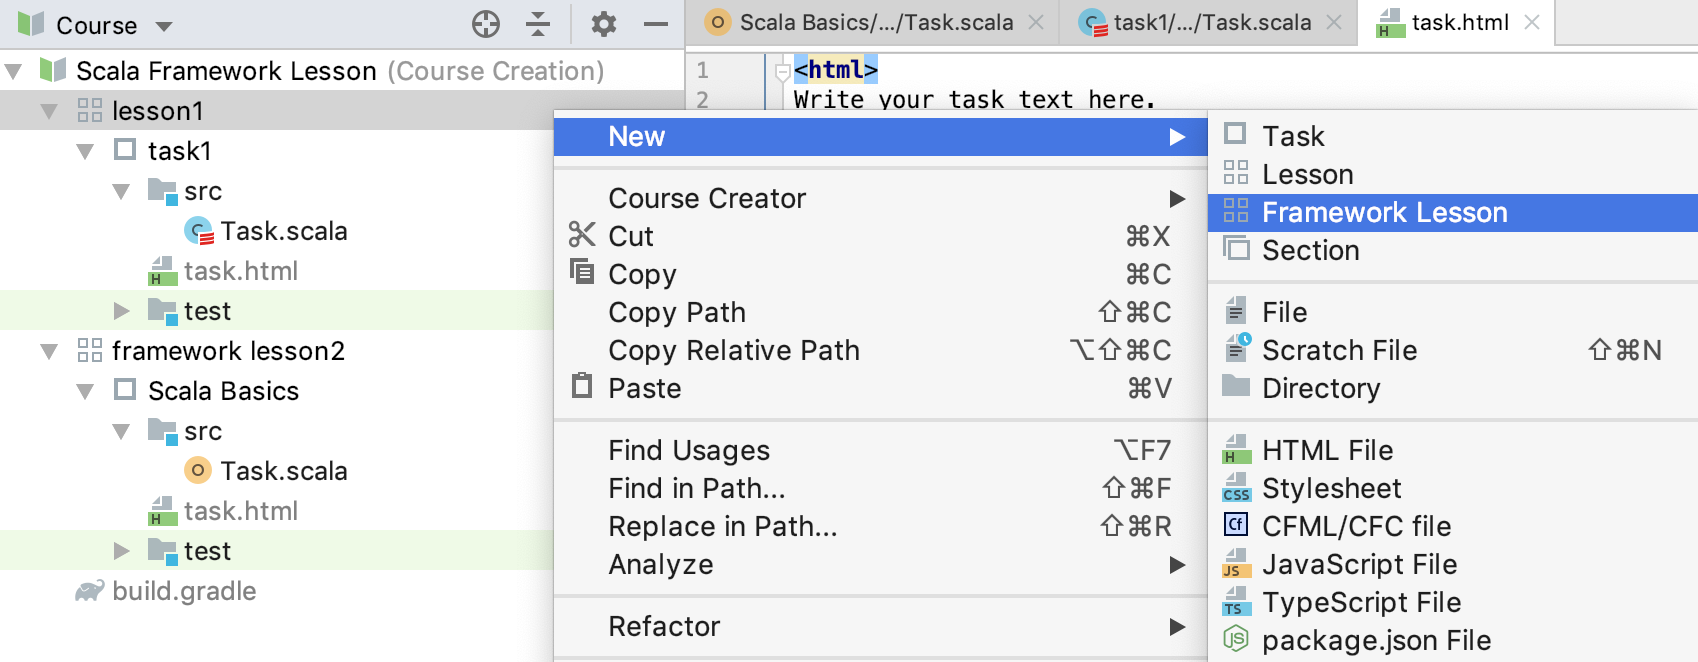 Course
Scala Basics/.../Task.scala
task1/.../Task.scala
task.html
Scala Framework Lesson (Course Creation)
lesson1
task1
src
Task.scala
task.html
test
framework lesson2
Scala Basics
src
Task.scala
task.html
test
build.gradle
1 <html>
2 Write your task text here.
New
Course Creator
Cut ⌘X
Copy ⌘C
Copy Path ⇧⌘C
Copy Relative Path ⌥⇧⌘C
Paste ⌘V
Find Usages ⌥F7
Find in Path... ⇧⌘F
Replace in Path... ⇧⌘R
Analyze
Refactor
Task
Lesson
Framework Lesson
Section
File
Scratch File ⇧⌘N
Directory
HTML File
Stylesheet
CFML/CFC file
JavaScript File
TypeScript File
package.json File